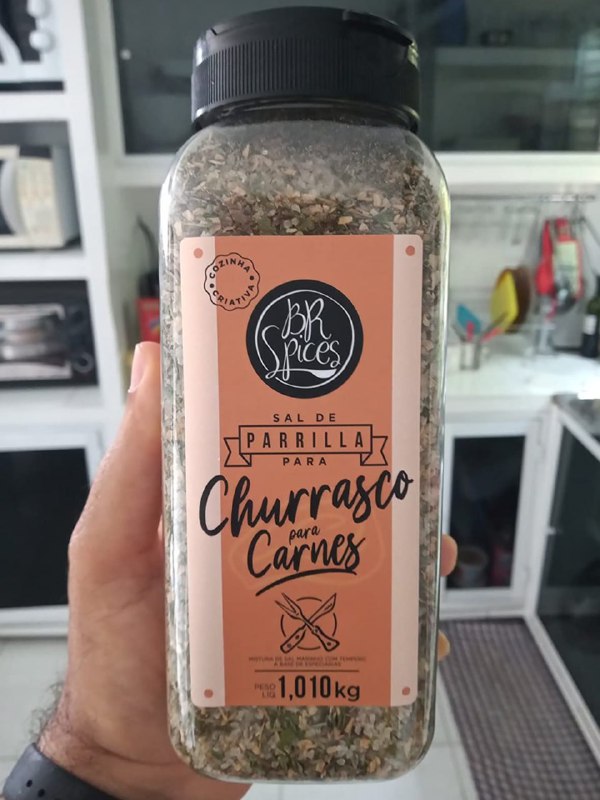 COZINHA
CRIATIVA
BR
Spices
SAL DE
PARRILLA
PARA
Churrasco
para
Carnes
MISTURA DE SAL MARINHO COM TEMPERO
A BASE DE ESPECIARIAS
PESO
LIQ
1,010kg